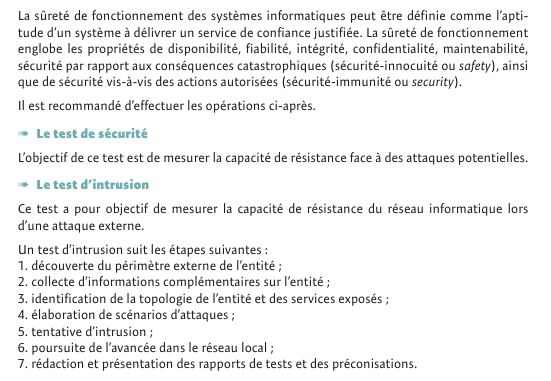 La sûreté de fonctionnement des systèmes informatiques peut être définie comme l'apti-
tude d'un système à délivrer un service de confiance justifiée. La sûreté de fonctionnement
englobe les propriétés de disponibilité, fiabilité, intégrité, confidentialité, maintenabilité,
sécurité par rapport aux conséquences catastrophiques (sécurité-innocuité ou safety), ainsi
que de sécurité vis-à-vis des actions autorisées (sécurité-immunité ou security).
Il est recommandé d'effectuer les opérations ci-après.
➠ Le test de sécurité
L'objectif de ce test est de mesurer la capacité de résistance face à des attaques potentielles.
➠ Le test d'intrusion
Ce test a pour objectif de mesurer la capacité de résistance du réseau informatique lors
d'une attaque externe.
Un test d'intrusion suit les étapes suivantes :
1. découverte du périmètre externe de l'entité ;
2. collecte d'informations complémentaires sur l'entité ;
3. identification de la topologie de l'entité et des services exposés ;
4. élaboration de scénarios d'attaques ;
5. tentative d'intrusion ;
6. poursuite de l'avancée dans le réseau local ;
7. rédaction et présentation des rapports de tests et des préconisations.